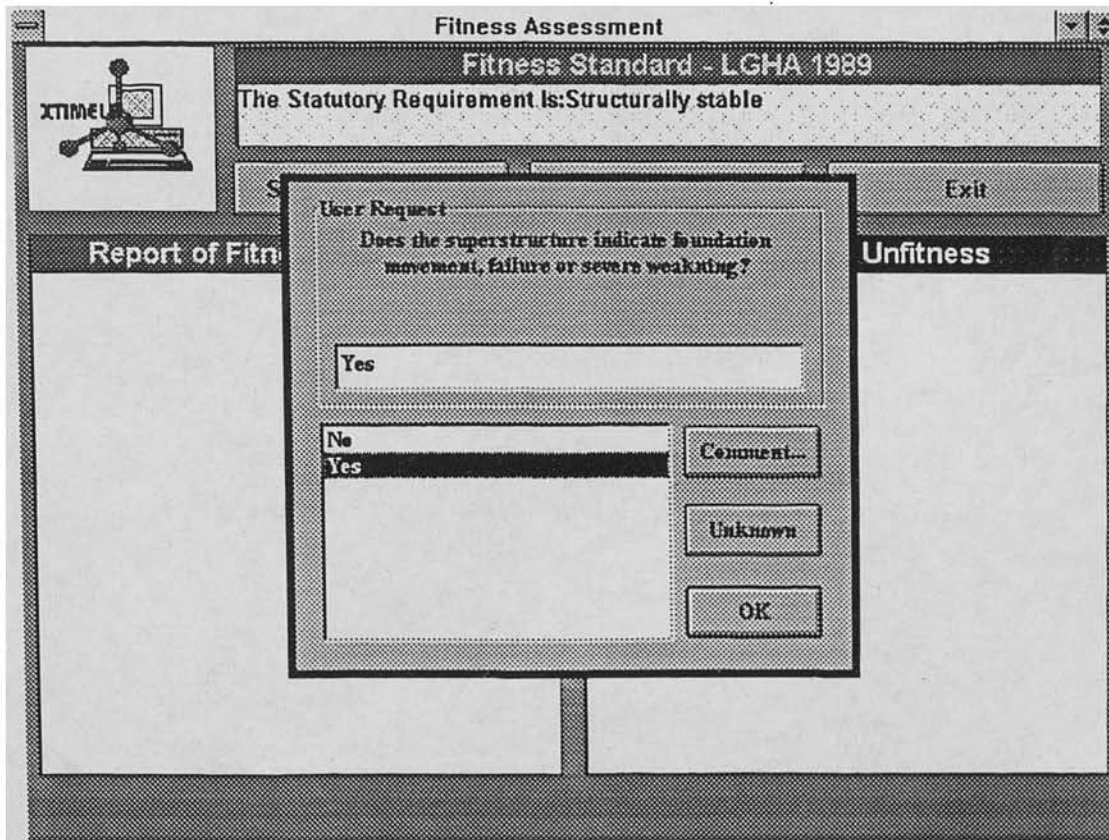 Fitness Assessment
Fitness Standard - LGHA 1989
The Statutory Requirement Is:Structurally stable
XTIMEL
Exit
Report of
Unfitness
User Request
Does the superstructure indicate foundation
movement, failure or severe weakning?
Yes
No
Yes
Comment...
Unknown
OK